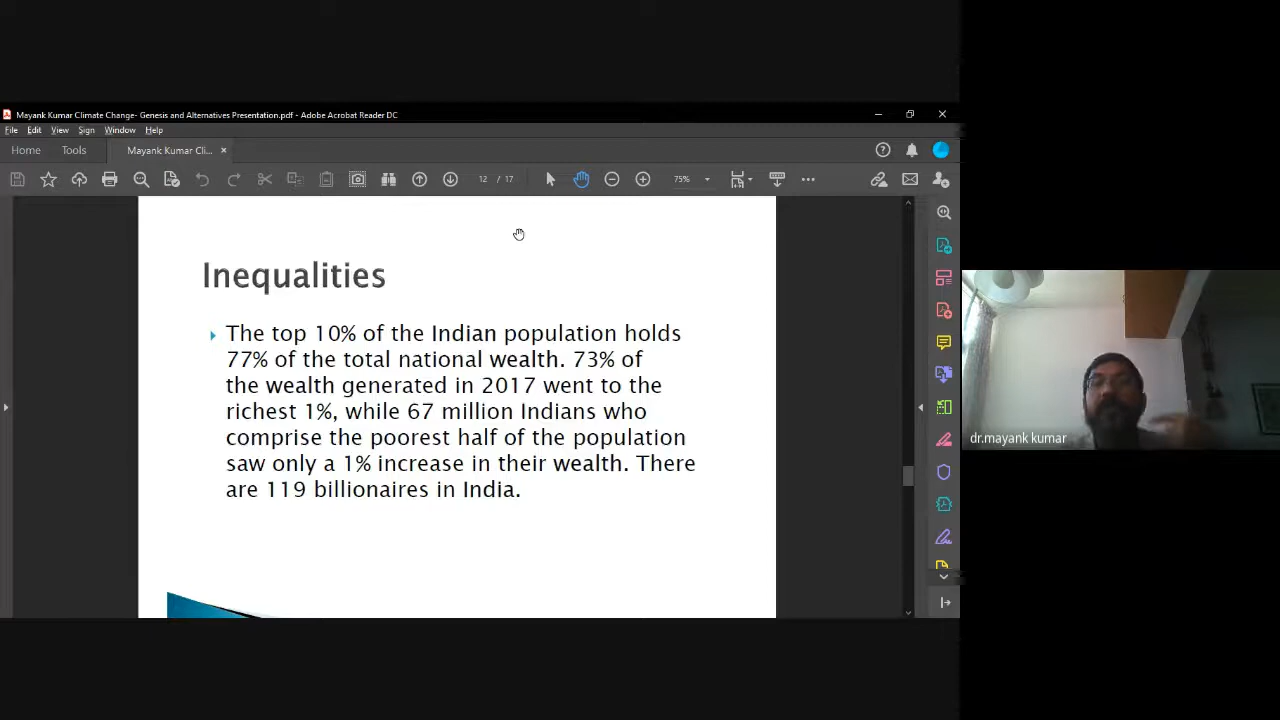 Mayank Kumar Climate Change- Genesis and Alternatives Presentation.pdf - Adobe Acrobat Reader DC
File Edit View Sign Window Help
Home Tools Mayank Kumar Cli... ×
12 / 17 75%
Inequalities
The top 10% of the Indian population holds
77% of the total national wealth. 73% of
the wealth generated in 2017 went to the
richest 1%, while 67 million Indians who
comprise the poorest half of the population
saw only a 1% increase in their wealth. There
are 119 billionaires in India.
dr.mayank kumar